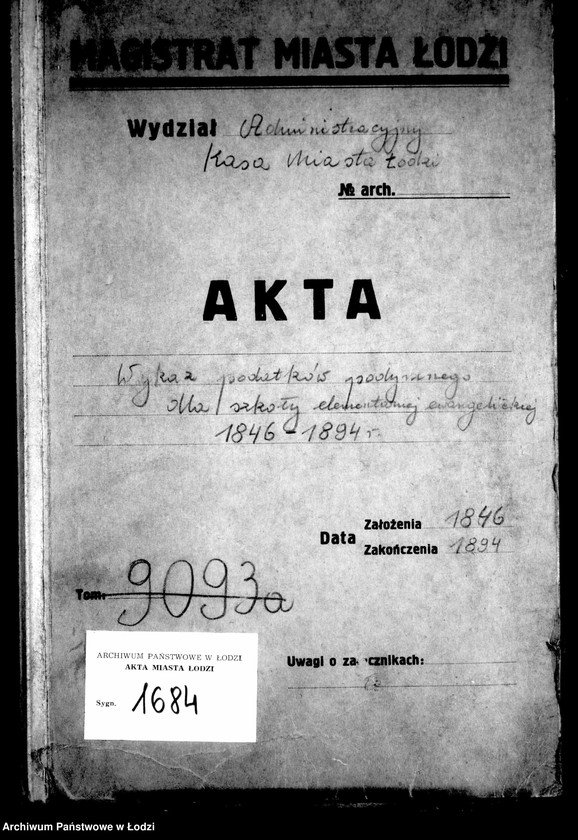 MAGISTRAT MIASTA ŁODZI
Wydział Administracyjny
Kasa Miasta Łodzi
№ arch.
AKTA
Wykaz podatków podymnego
dla szkoły elementarnej ewangelickiej
1846-1894 r.
Data Założenia 1846
Zakończenia 1894
Tom. 9093a
ARCHIWUM PAŃSTWOWE W ŁODZI
AKTA MIASTA ŁODZI
Sygn. 1684
Uwagi o załącznikach:
Archiwum Państwowe w Łodzi